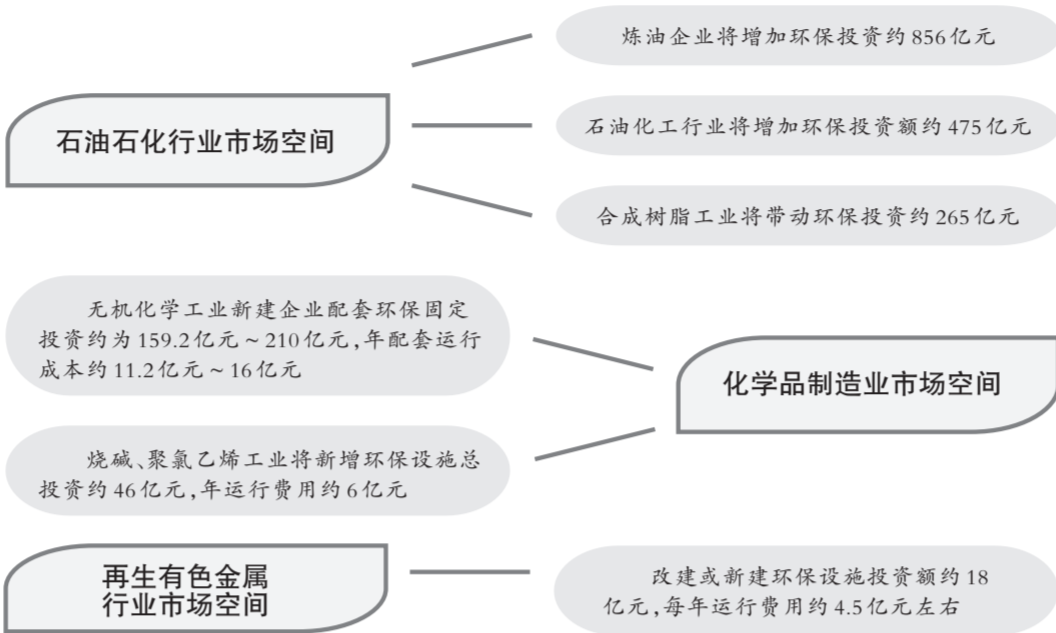 石油石化行业市场空间
炼油企业将增加环保投资约856亿元
石油化工行业将增加环保投资额约475亿元
合成树脂工业将带动环保投资约265亿元
无机化学工业新建企业配套环保固定
投资约为159.2亿元~210亿元,年配套运行
成本约11.2亿元~16亿元
烧碱、聚氯乙烯工业将新增环保设施总
投资约46亿元,年运行费用约6亿元
化学品制造业市场空间
再生有色金属
行业市场空间
改建或新建环保设施投资额约18
亿元,每年运行费用约4.5亿元左右